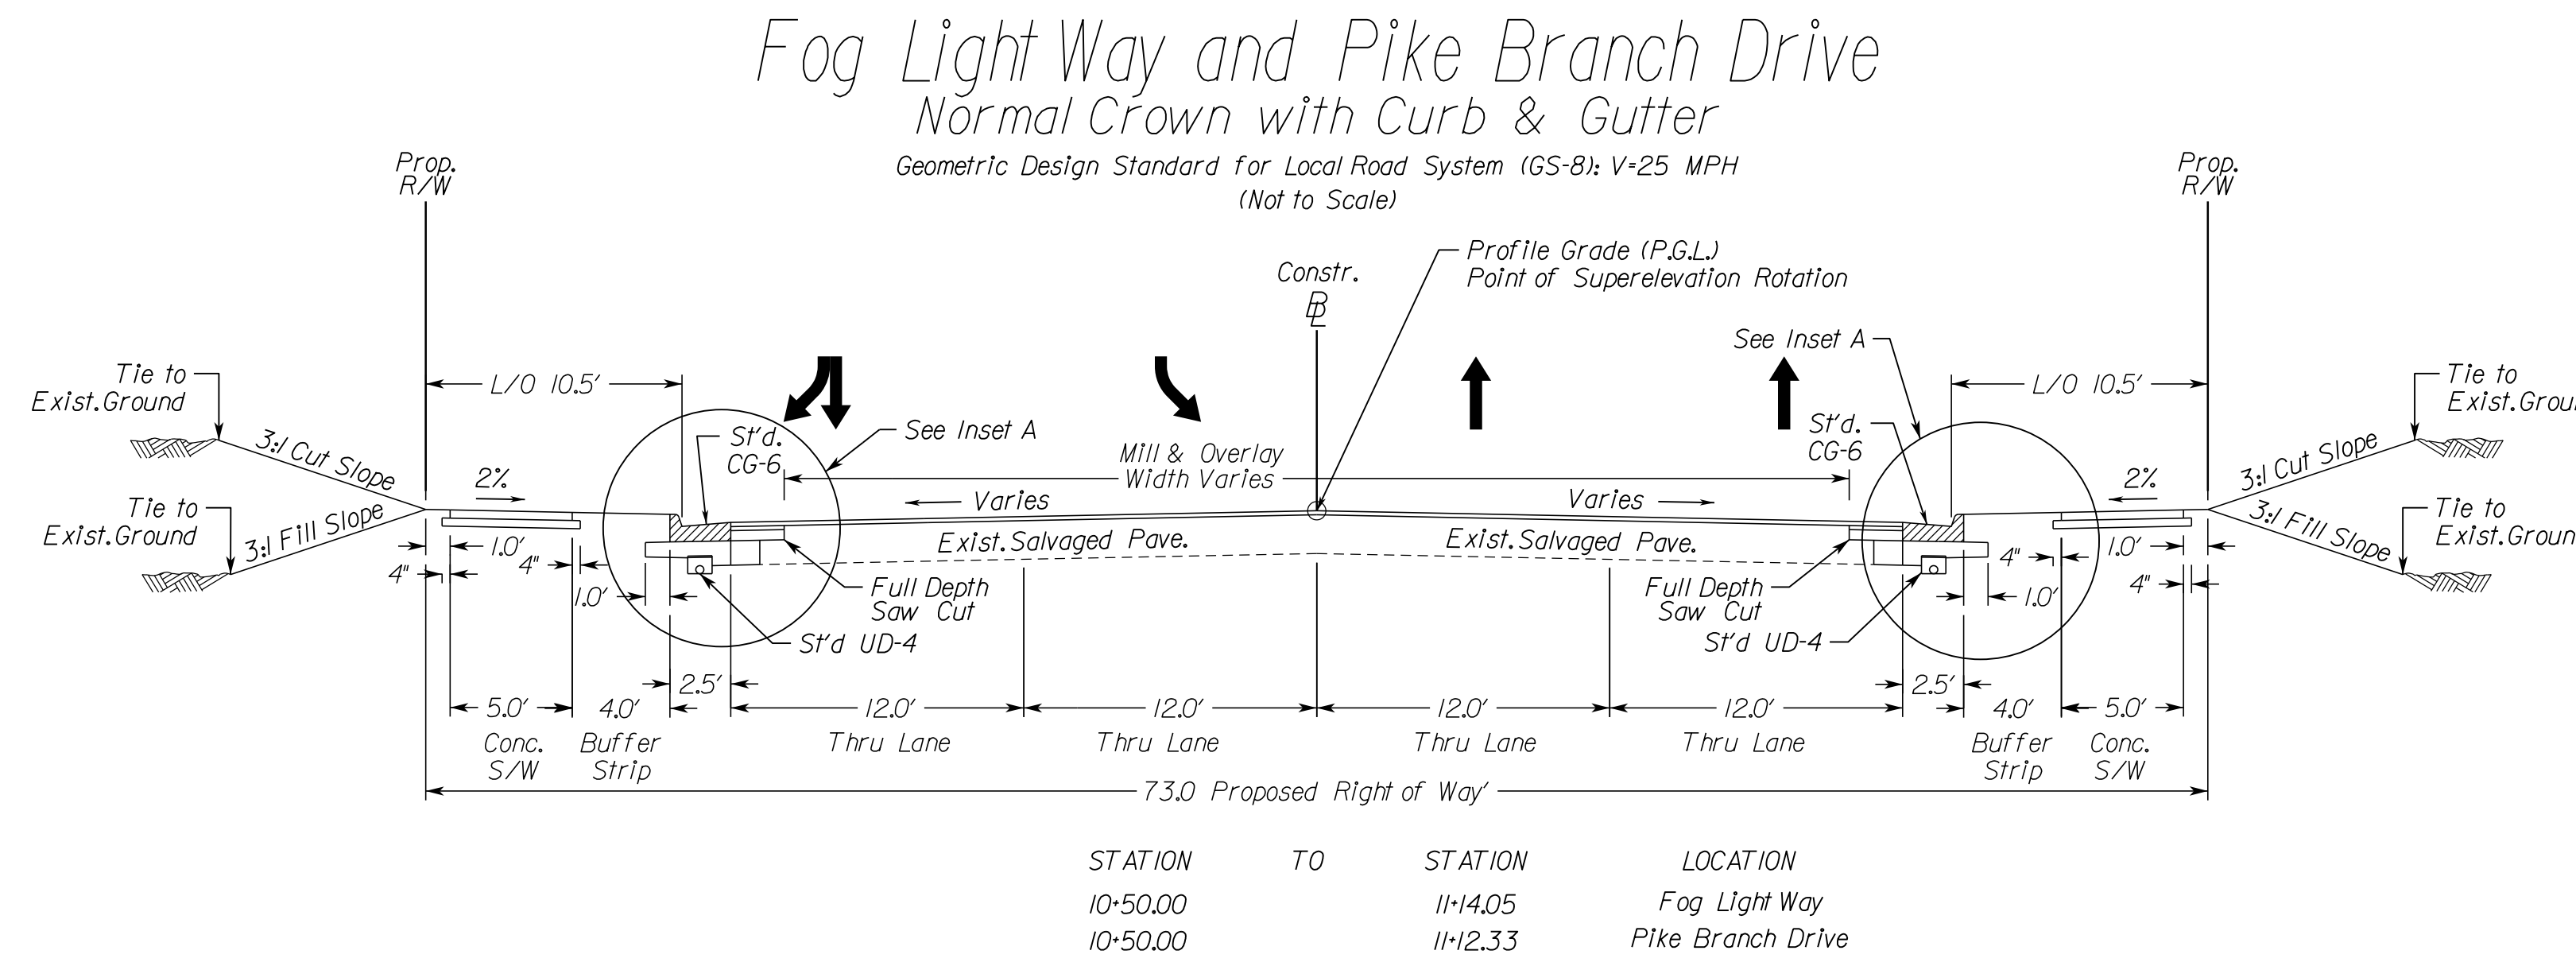 Fog Light Way and Pike Branch Drive
Normal Crown with Curb & Gutter
Geometric Design Standard for Local Road System (GS-8): V=25 MPH
(Not to Scale)
Prop.
R/W
Prop.
R/W
Profile Grade (P.G.L.)
Point of Superelevation Rotation
Constr.
BL
See Inset A
Tie to
Exist. Ground
L/O 10.5'
L/O 10.5'
Tie to
Exist. Grou
See Inset A
St'd.
CG-6
St'd.
CG-6
Mill & Overlay
Width Varies
3:1 Cut Slope
2%
2%
3:1 Cut Slope
Varies
Varies
Tie to
Exist. Ground
3:1 Fill Slope
3:1 Fill Slope
Tie to
Exist. Groun
Exist. Salvaged Pave.
Exist. Salvaged Pave.
1.0'
4"
4"
1.0'
4"
1.0'
4"
1.0'
Full Depth
Saw Cut
Full Depth
Saw Cut
St'd UD-4
St'd UD-4
2.5'
2.5'
5.0' 4.0' 12.0' 12.0' 12.0' 12.0' 4.0' 5.0'
Conc.
S/W
Buffer
Strip
Thru Lane
Thru Lane
Thru Lane
Thru Lane
Buffer
Strip
Conc.
S/W
73.0 Proposed Right of Way'
STATION TO STATION LOCATION
10+50.00 11+14.05 Fog Light Way
10+50.00 11+12.33 Pike Branch Drive